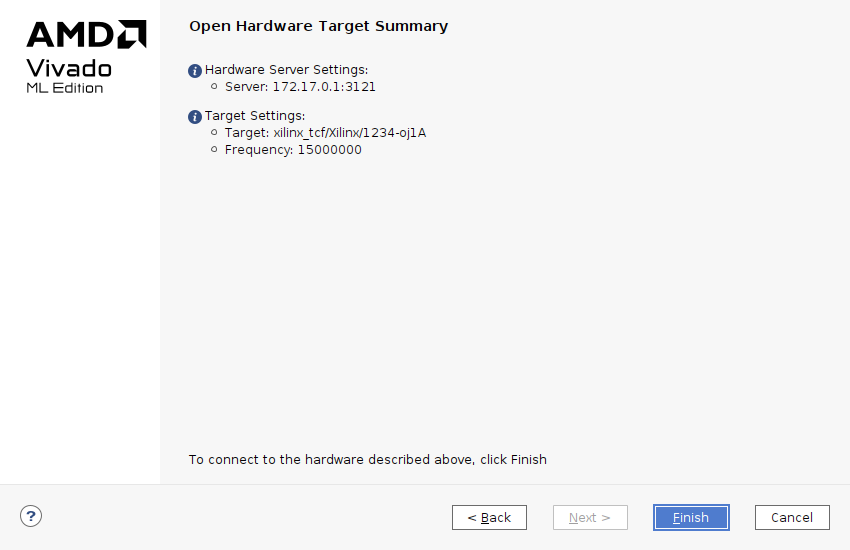 AMD
Vivado
ML Edition
Open Hardware Target Summary
Hardware Server Settings:
Server: 172.17.0.1:3121
Target Settings:
Target: xilinx_tcf/Xilinx/1234-oj1A
Frequency: 15000000
To connect to the hardware described above, click Finish
?
< Back
Next >
Finish
Cancel